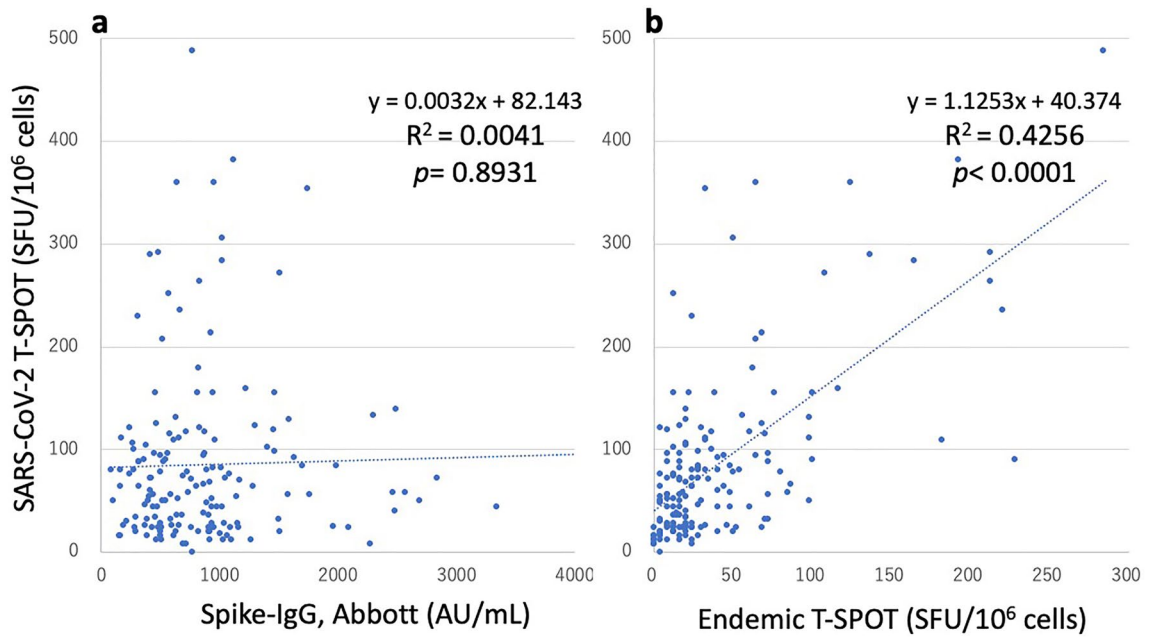 a
b
SARS-CoV-2 T-SPOT (SFU/10⁶ cells)
500
400
300
200
100
0
y = 0.0032x + 82.143
R² = 0.0041
p= 0.8931
0 1000 2000 3000 4000
Spike-IgG, Abbott (AU/mL)
500
400
300
200
100
0
y = 1.1253x + 40.374
R² = 0.4256
p< 0.0001
0 50 100 150 200 250 300
Endemic T-SPOT (SFU/10⁶ cells)